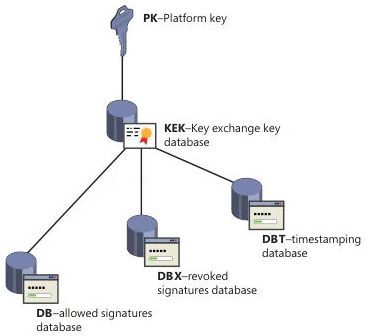 PK–Platform key
KEK–Key exchange key
database
DBT–timestamping
database
DBX–revoked
signatures database
DB–allowed signatures
database